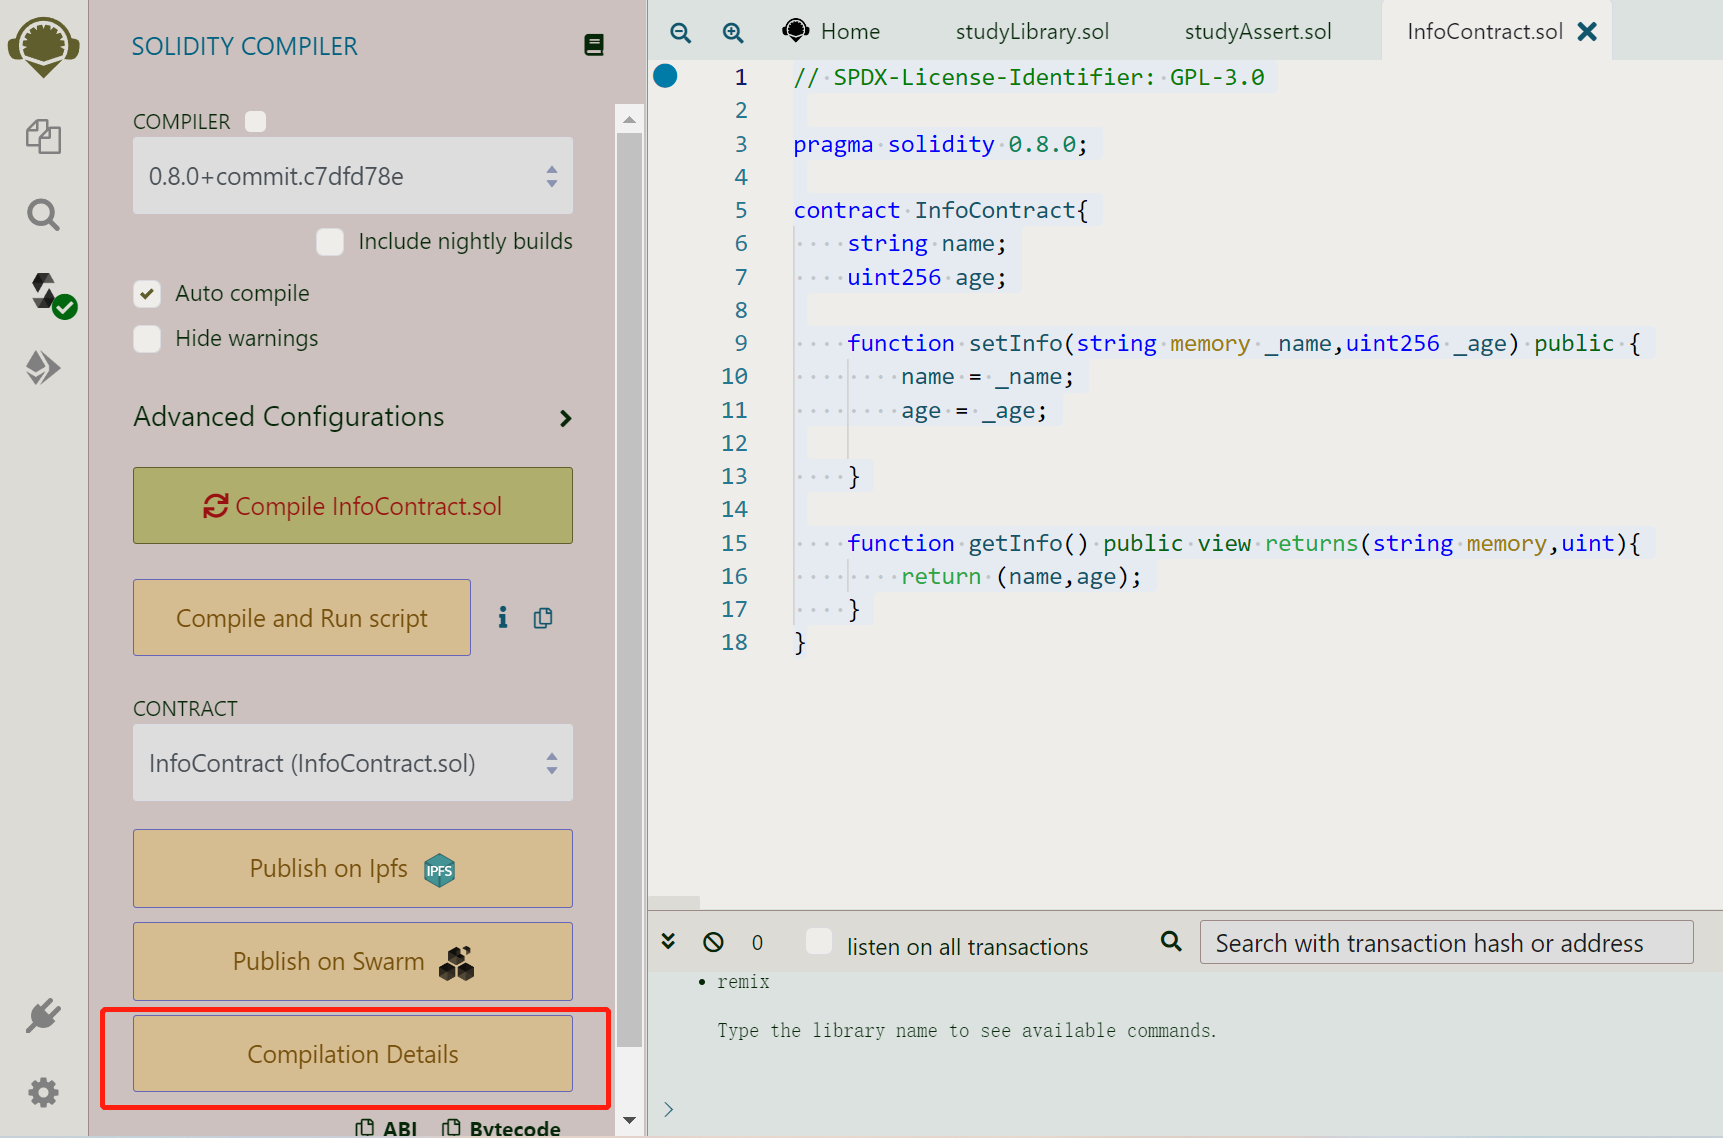 SOLIDITY COMPILER
COMPILER
0.8.0+commit.c7dfd78e
Include nightly builds
Auto compile
Hide warnings
Advanced Configurations
Compile InfoContract.sol
Compile and Run script
CONTRACT
InfoContract (InfoContract.sol)
Publish on Ipfs
IPFS
Publish on Swarm
Compilation Details
ABI
Bytecode
Home
studyLibrary.sol
studyAssert.sol
InfoContract.sol
1 // SPDX-License-Identifier: GPL-3.0
2
3 pragma solidity 0.8.0;
4
5 contract InfoContract{
6     string name;
7     uint256 age;
8
9     function setInfo(string memory _name,uint256 _age) public {
10         name = _name;
11         age = _age;
12
13     }
14
15     function getInfo() public view returns(string memory,uint){
16         return (name,age);
17     }
18 }
0
listen on all transactions
Search with transaction hash or address
• remix
Type the library name to see available commands.
>